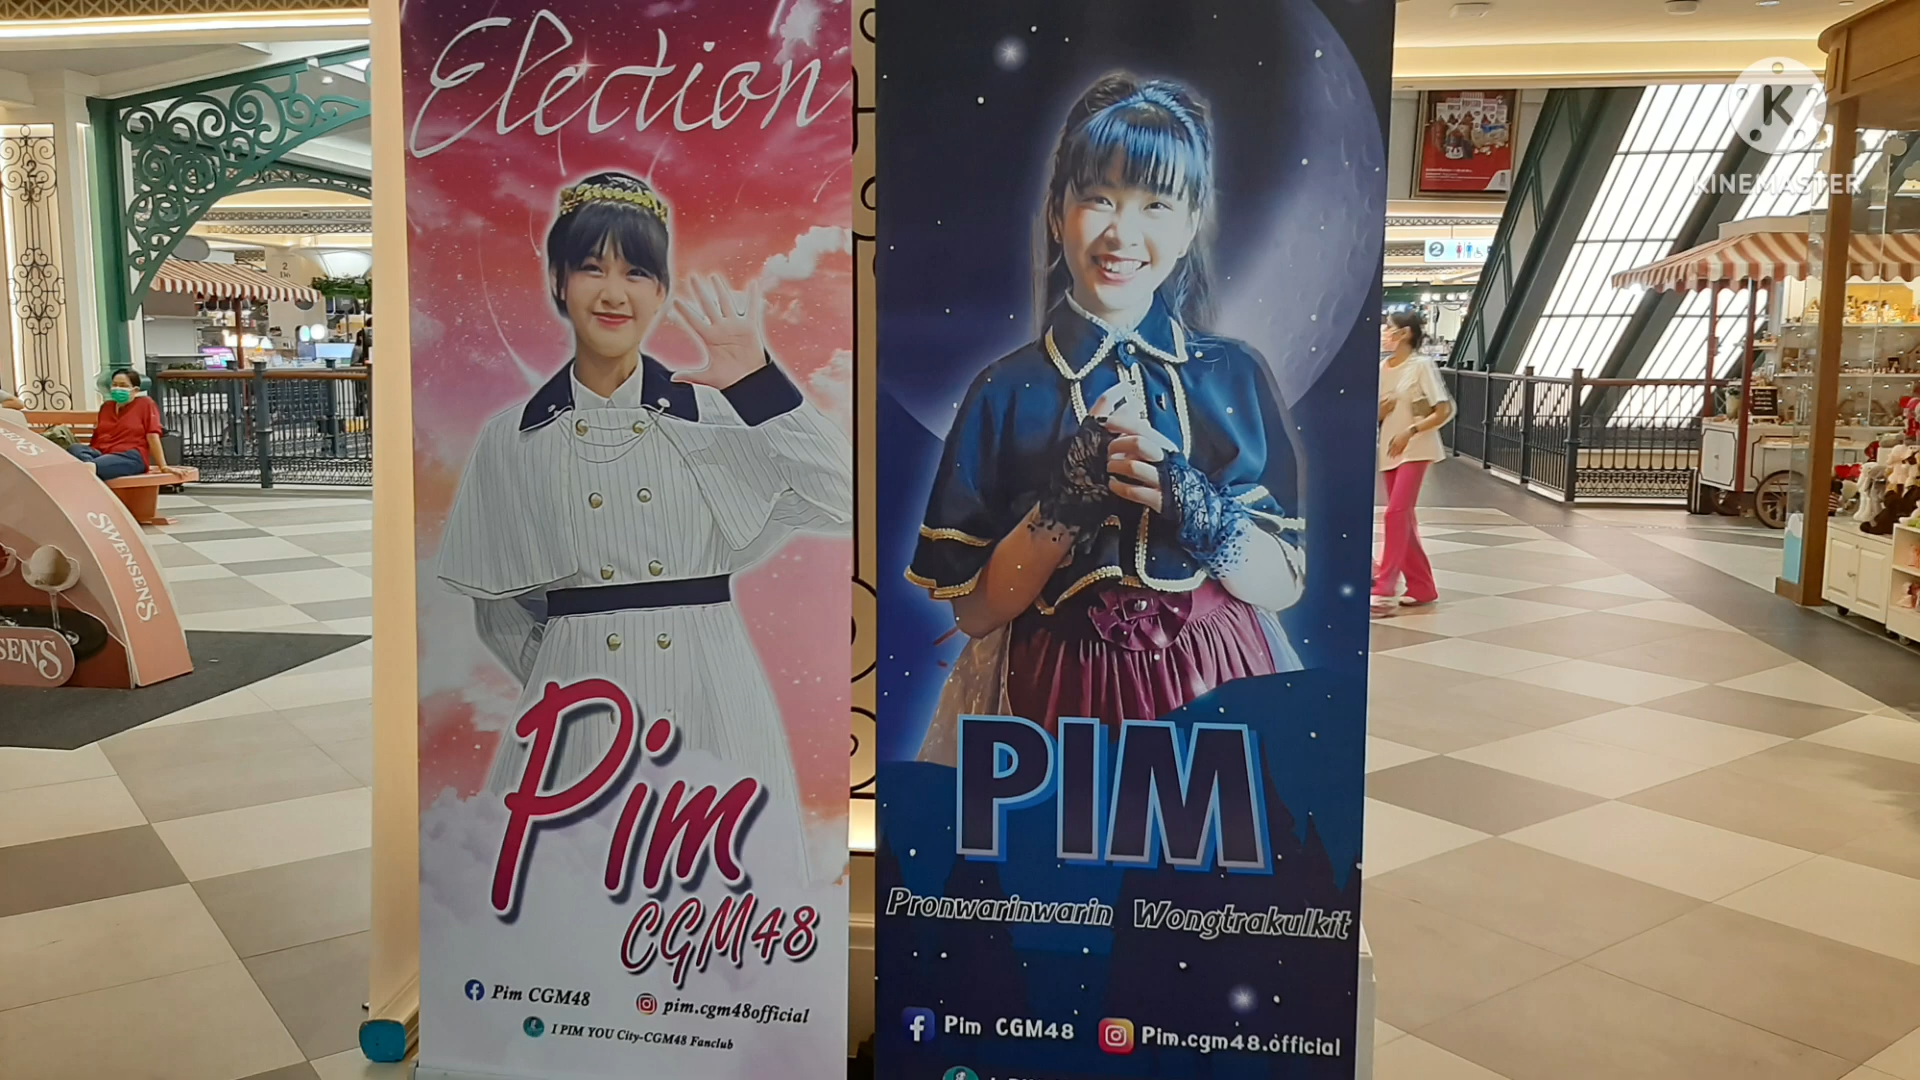 Election
Pim
CGM48
Pim CGM48
pim.cgm48official
I PIM YOU City-CGM48 Fanclub
PIM
Pronwarinwarin Wongtrakulkit
Pim CGM48
Pim.cgm48.official
K
KINEMASTER
SWENSEN'S
2